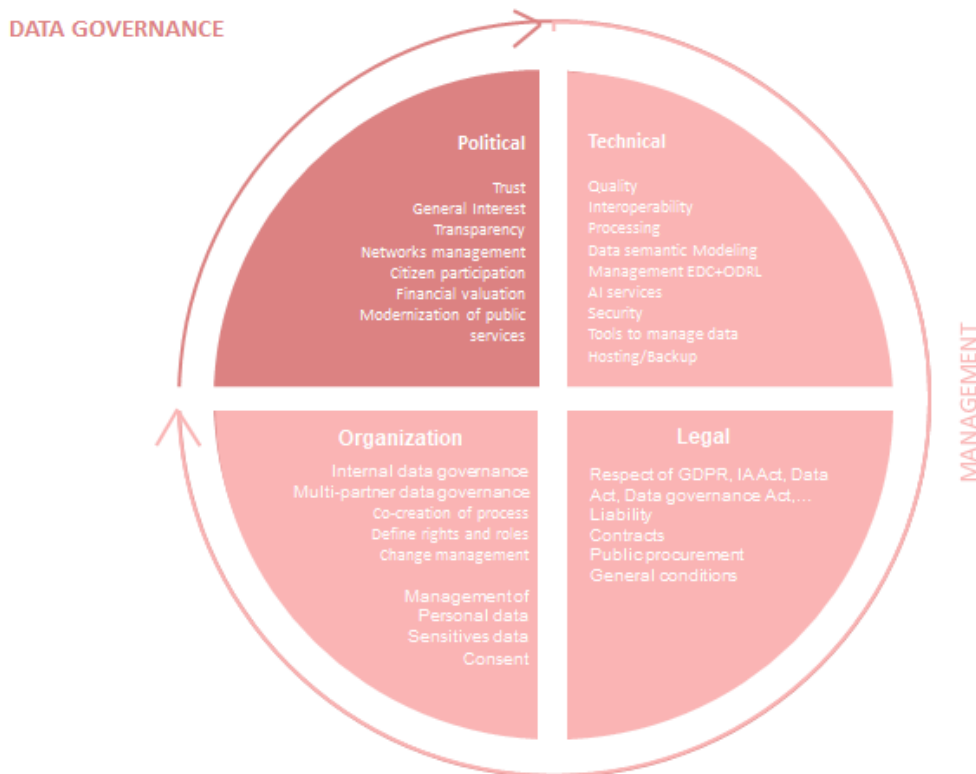 DATA GOVERNANCE
Political
Trust
General Interest
Transparency
Networks management
Citizen participation
Financial valuation
Modernization of public
services
Technical
Quality
Interoperability
Processing
Data semantic Modeling
Management EDC+ODRL
AI services
Security
Tools to manage data
Hosting/Backup
MANAGEMENT
Organization
Internal data governance
Multi-partner data governance
Co-creation of process
Define rights and roles
Change management
Management of
Personal data
Sensitives data
Consent
Legal
Respect of GDPR, IA Act, Data
Act, Data governance Act,...
Liability
Contracts
Public procurement
General conditions